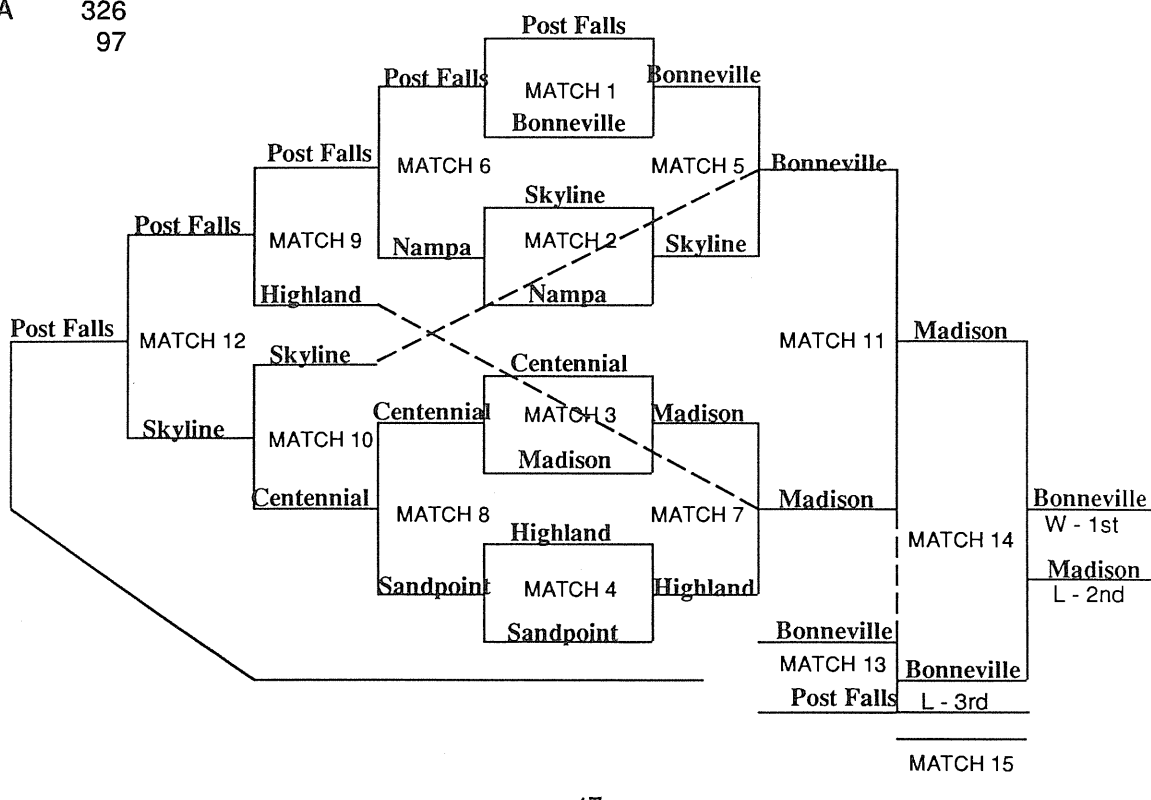 A 326
97
Post Falls
Post Falls
Bonneville
MATCH 1
Bonneville
Post Falls
MATCH 6
MATCH 5
Bonneville
Skyline
Post Falls
MATCH 9
Nampa
MATCH 2
Skyline
Highland
Nampa
Post Falls
MATCH 12
Skyline
MATCH 11
Madison
Centennial
Centennial
MATCH 3
Madison
Skyline
MATCH 10
Madison
Centennial
MATCH 8
MATCH 7
Madison
Bonneville
W - 1st
Highland
MATCH 14
Sandpoint
MATCH 4
Highland
Madison
L - 2nd
Sandpoint
Bonneville
MATCH 13
Bonneville
Post Falls
L - 3rd
MATCH 15